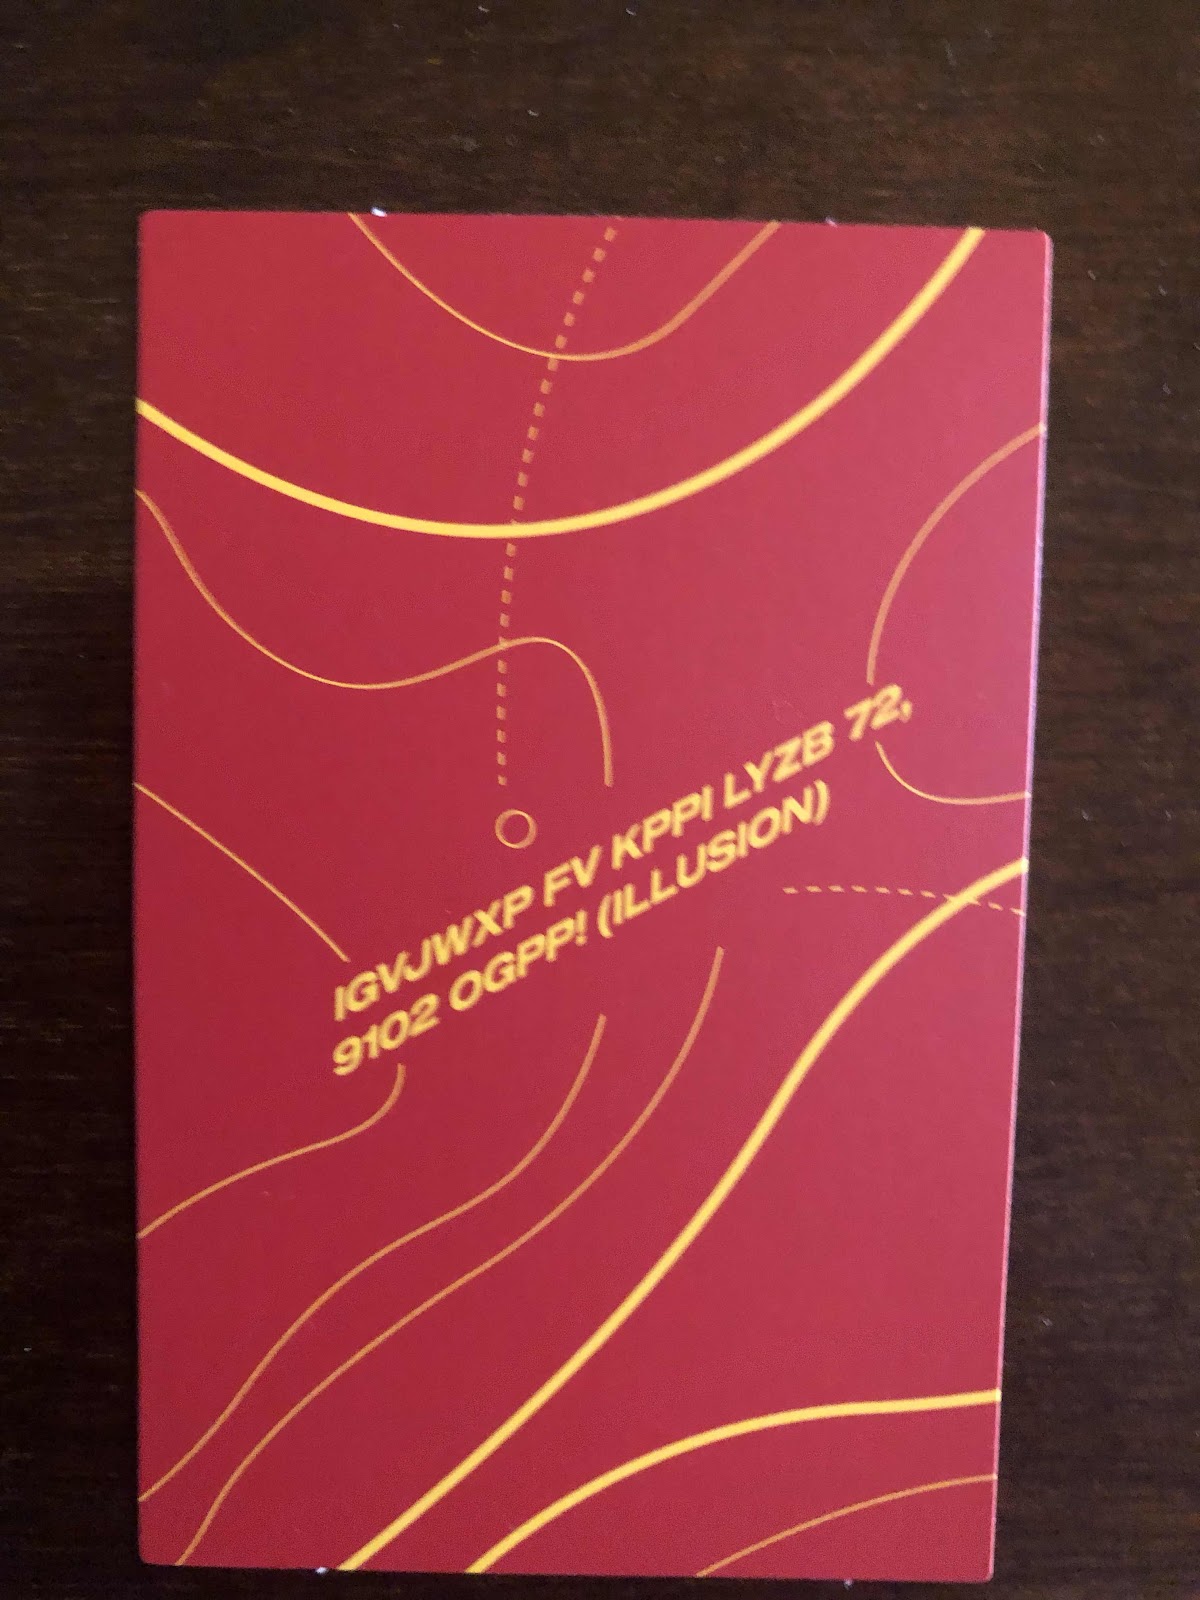 IGVJWXP FV KPPI LYZB 72,
9102 OGPP! (ILLUSION)